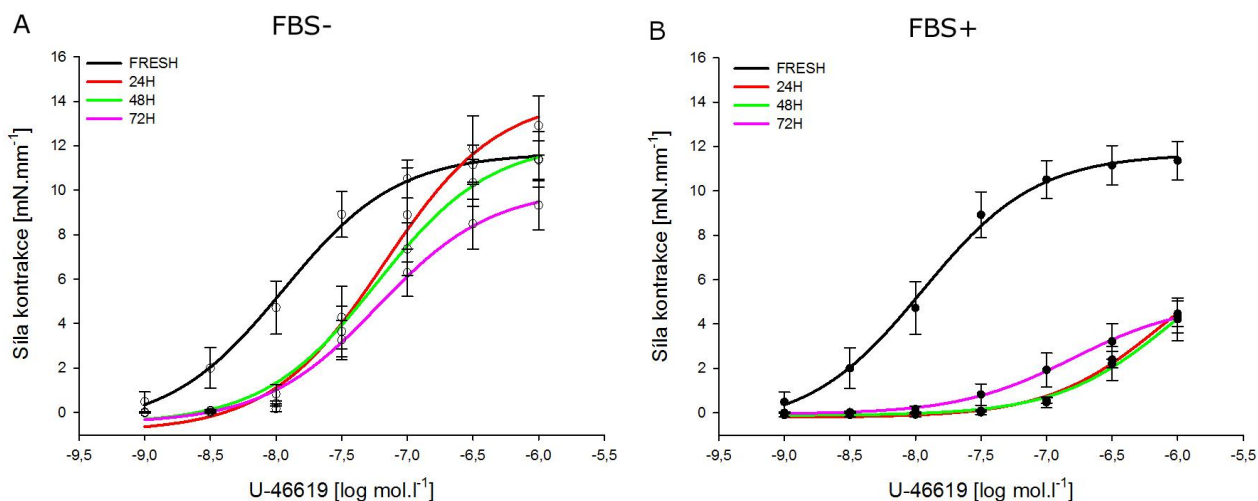 A
FBS-
FRESH
24H
48H
72H
Síla kontrakce [mN.mm⁻¹]
16
14
12
10
8
6
4
2
0
-9,5 -9,0 -8,5 -8,0 -7,5 -7,0 -6,5 -6,0 -5,5
U-46619 [log mol.l⁻¹]
B
FBS+
FRESH
24H
48H
72H
Síla kontrakce [mN.mm⁻¹]
16
14
12
10
8
6
4
2
0
-9,5 -9,0 -8,5 -8,0 -7,5 -7,0 -6,5 -6,0 -5,5
U-46619 [log mol.l⁻¹]